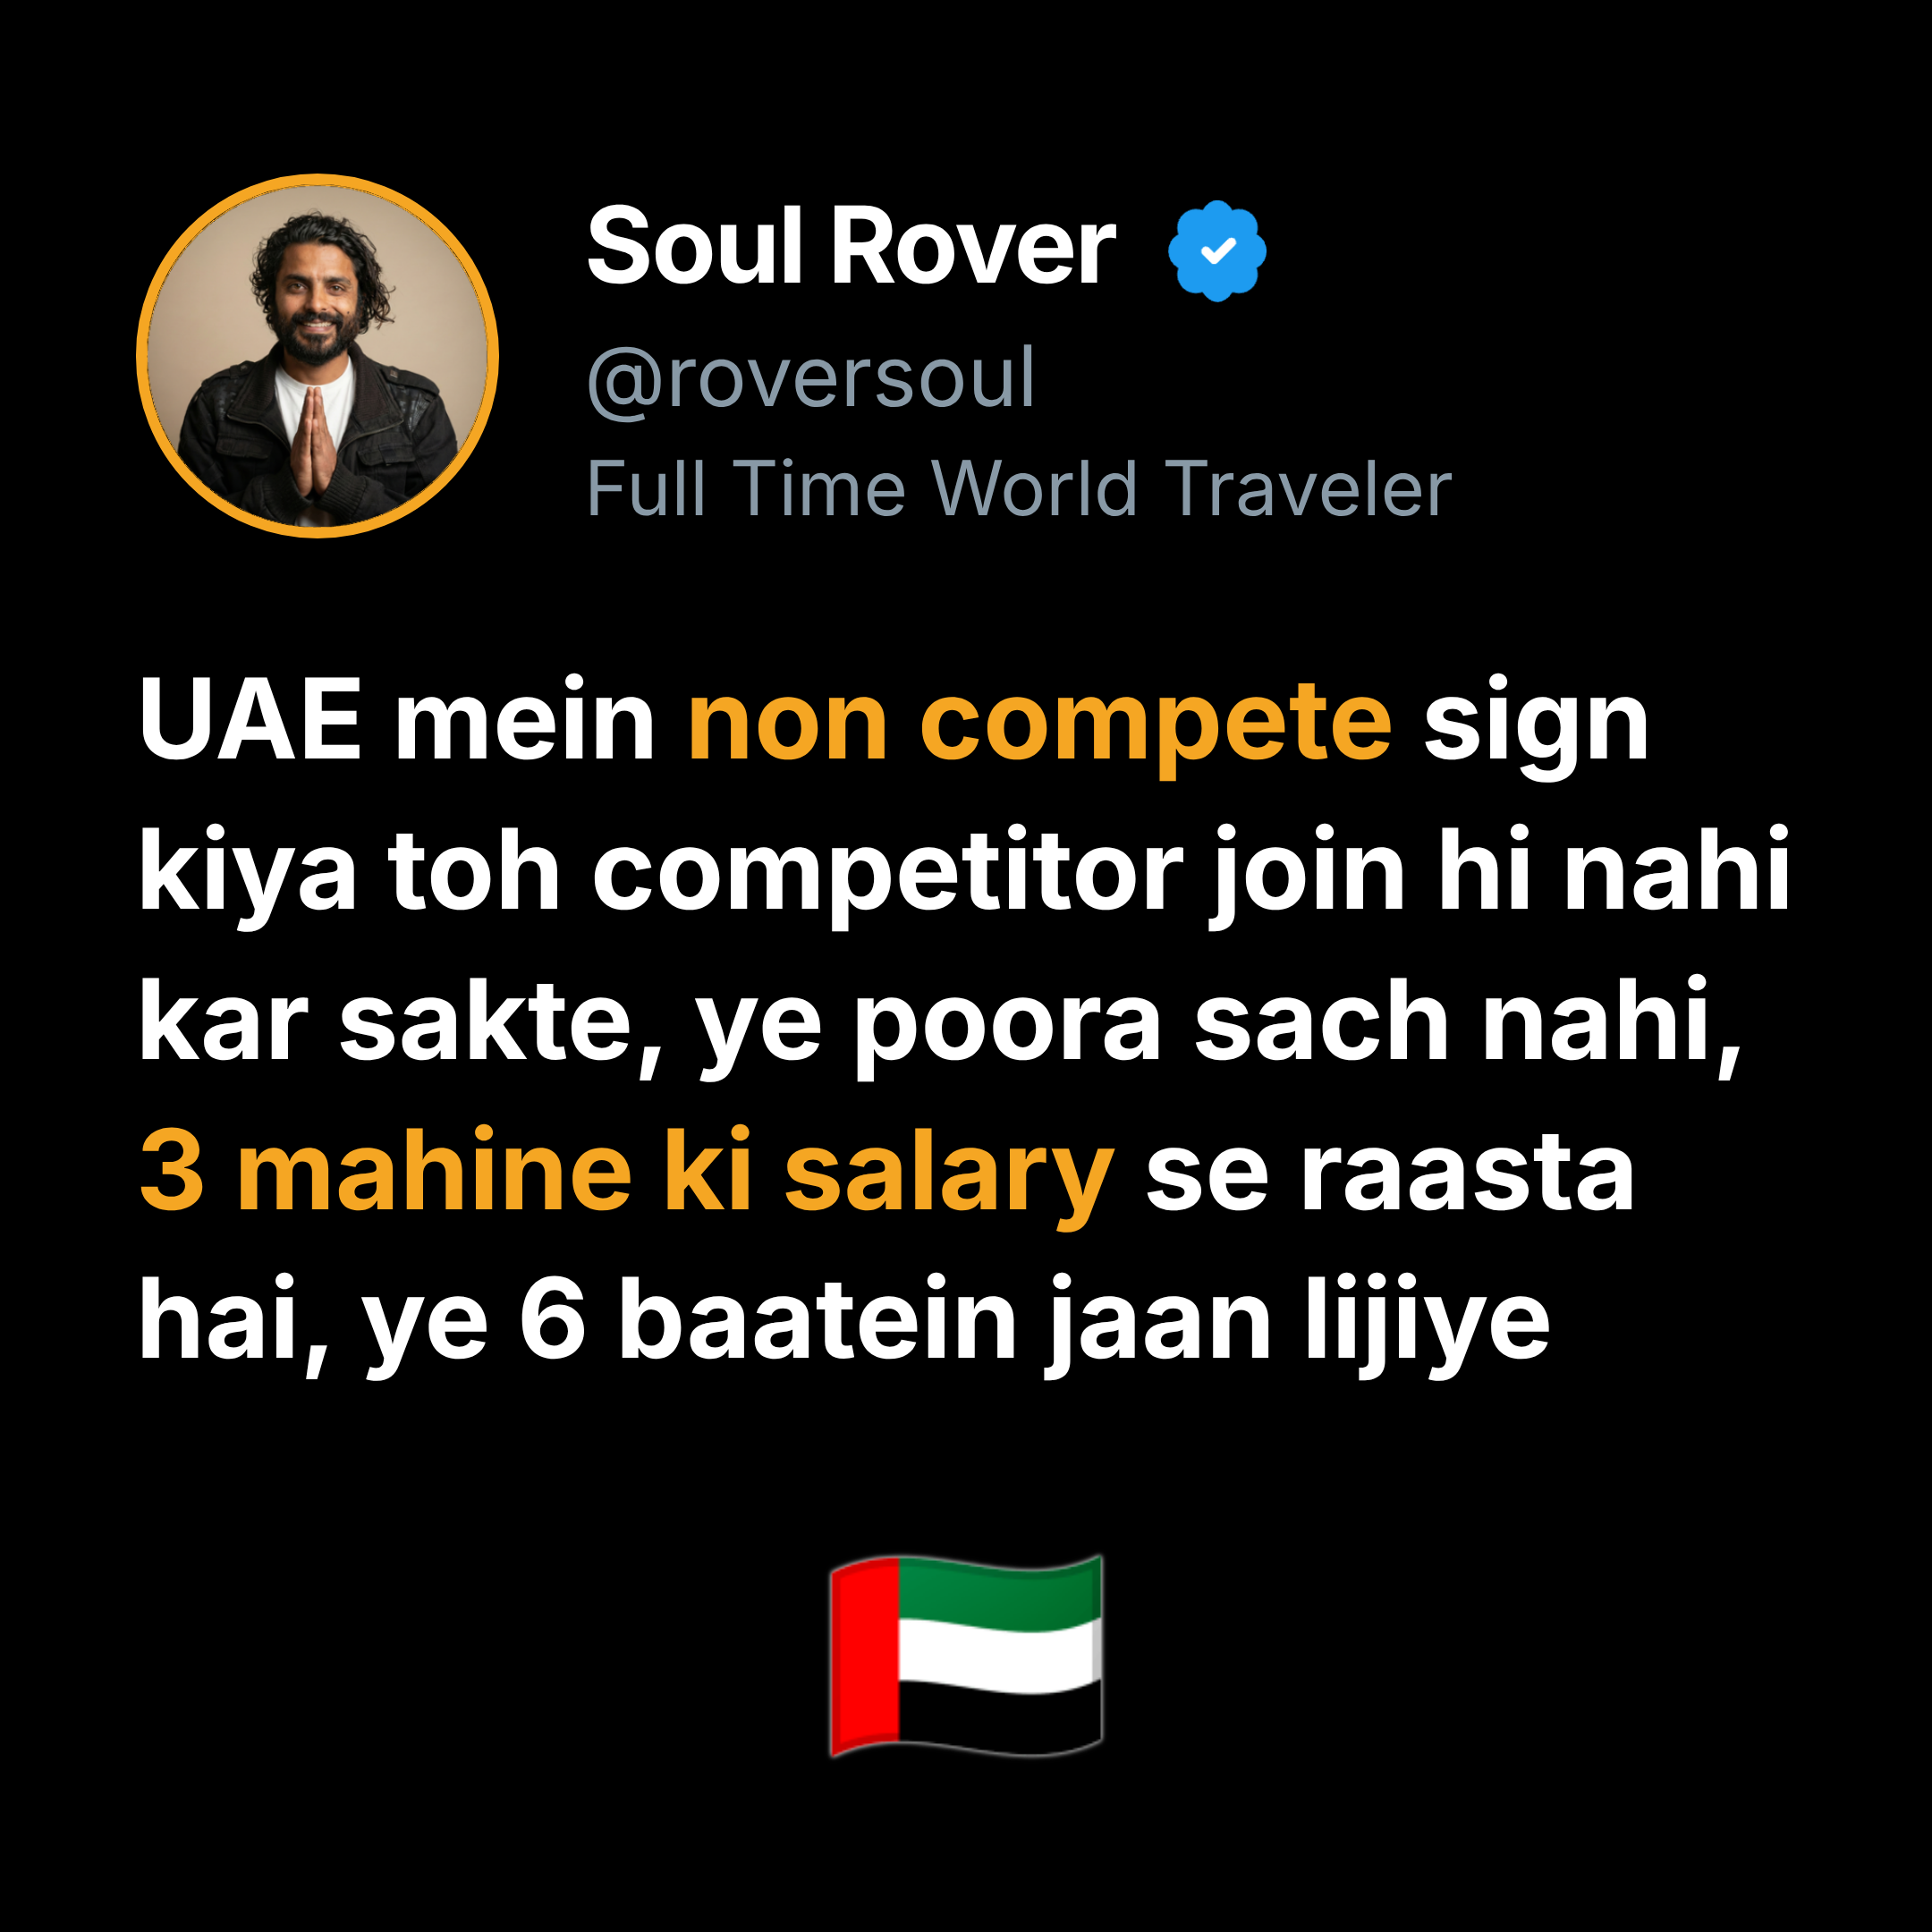 Soul Rover
@roversoul
Full Time World Traveler
UAE mein non compete sign
kiya toh competitor join hi nahi
kar sakte, ye poora sach nahi,
3 mahine ki salary se raasta
hai, ye 6 baatein jaan lijiye